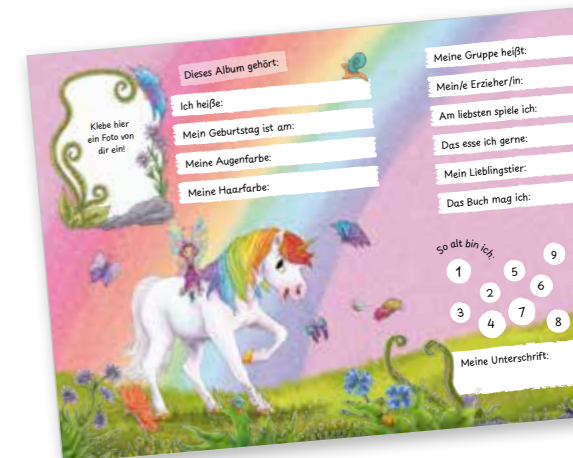 Dieses Album gehört:
Ich heiße:
Mein Geburtstag ist am:
Meine Augenfarbe:
Meine Haarfarbe:
Klebe hier
ein Foto von
dir ein!
Meine Gruppe heißt:
Mein/e Erzieher/in:
Am liebsten spiele ich:
Das esse ich gerne:
Mein Lieblingstier:
Das Buch mag ich:
So alt bin ich:
1
2
3
4
5
6
7
8
9
Meine Unterschrift: